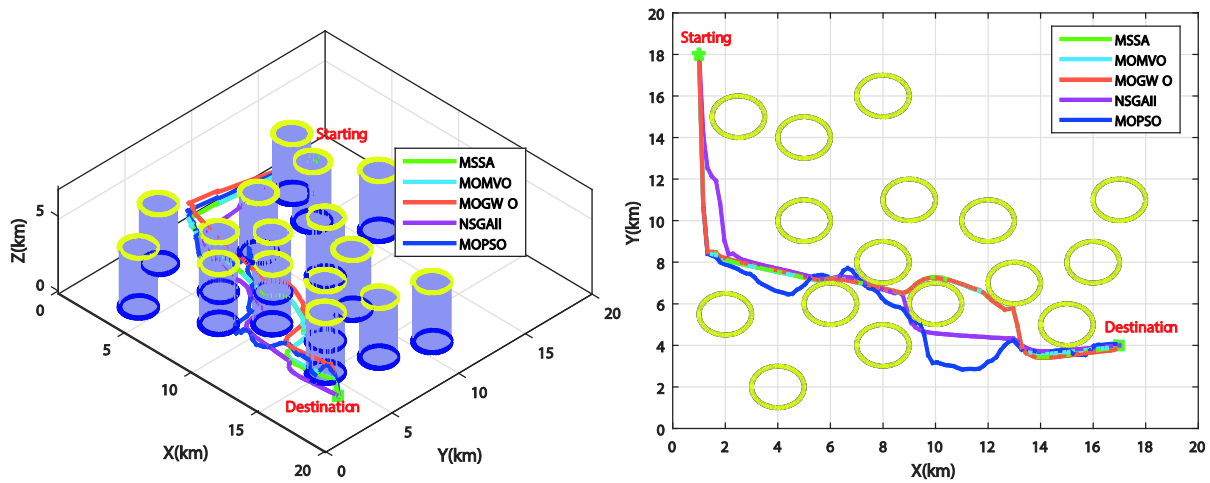 Starting
MSSA
MOMVO
MOGW O
NSGAII
MOPSO
Destination
Z(km)
5
0
0
5
10
15
20
X(km)
0
5
10
15
20
Y(km)
Starting
MSSA
MOMVO
MOGW O
NSGAII
MOPSO
Destination
Y(km)
20
18
16
14
12
10
8
6
4
2
0
0
2
4
6
8
10
12
14
16
18
20
X(km)